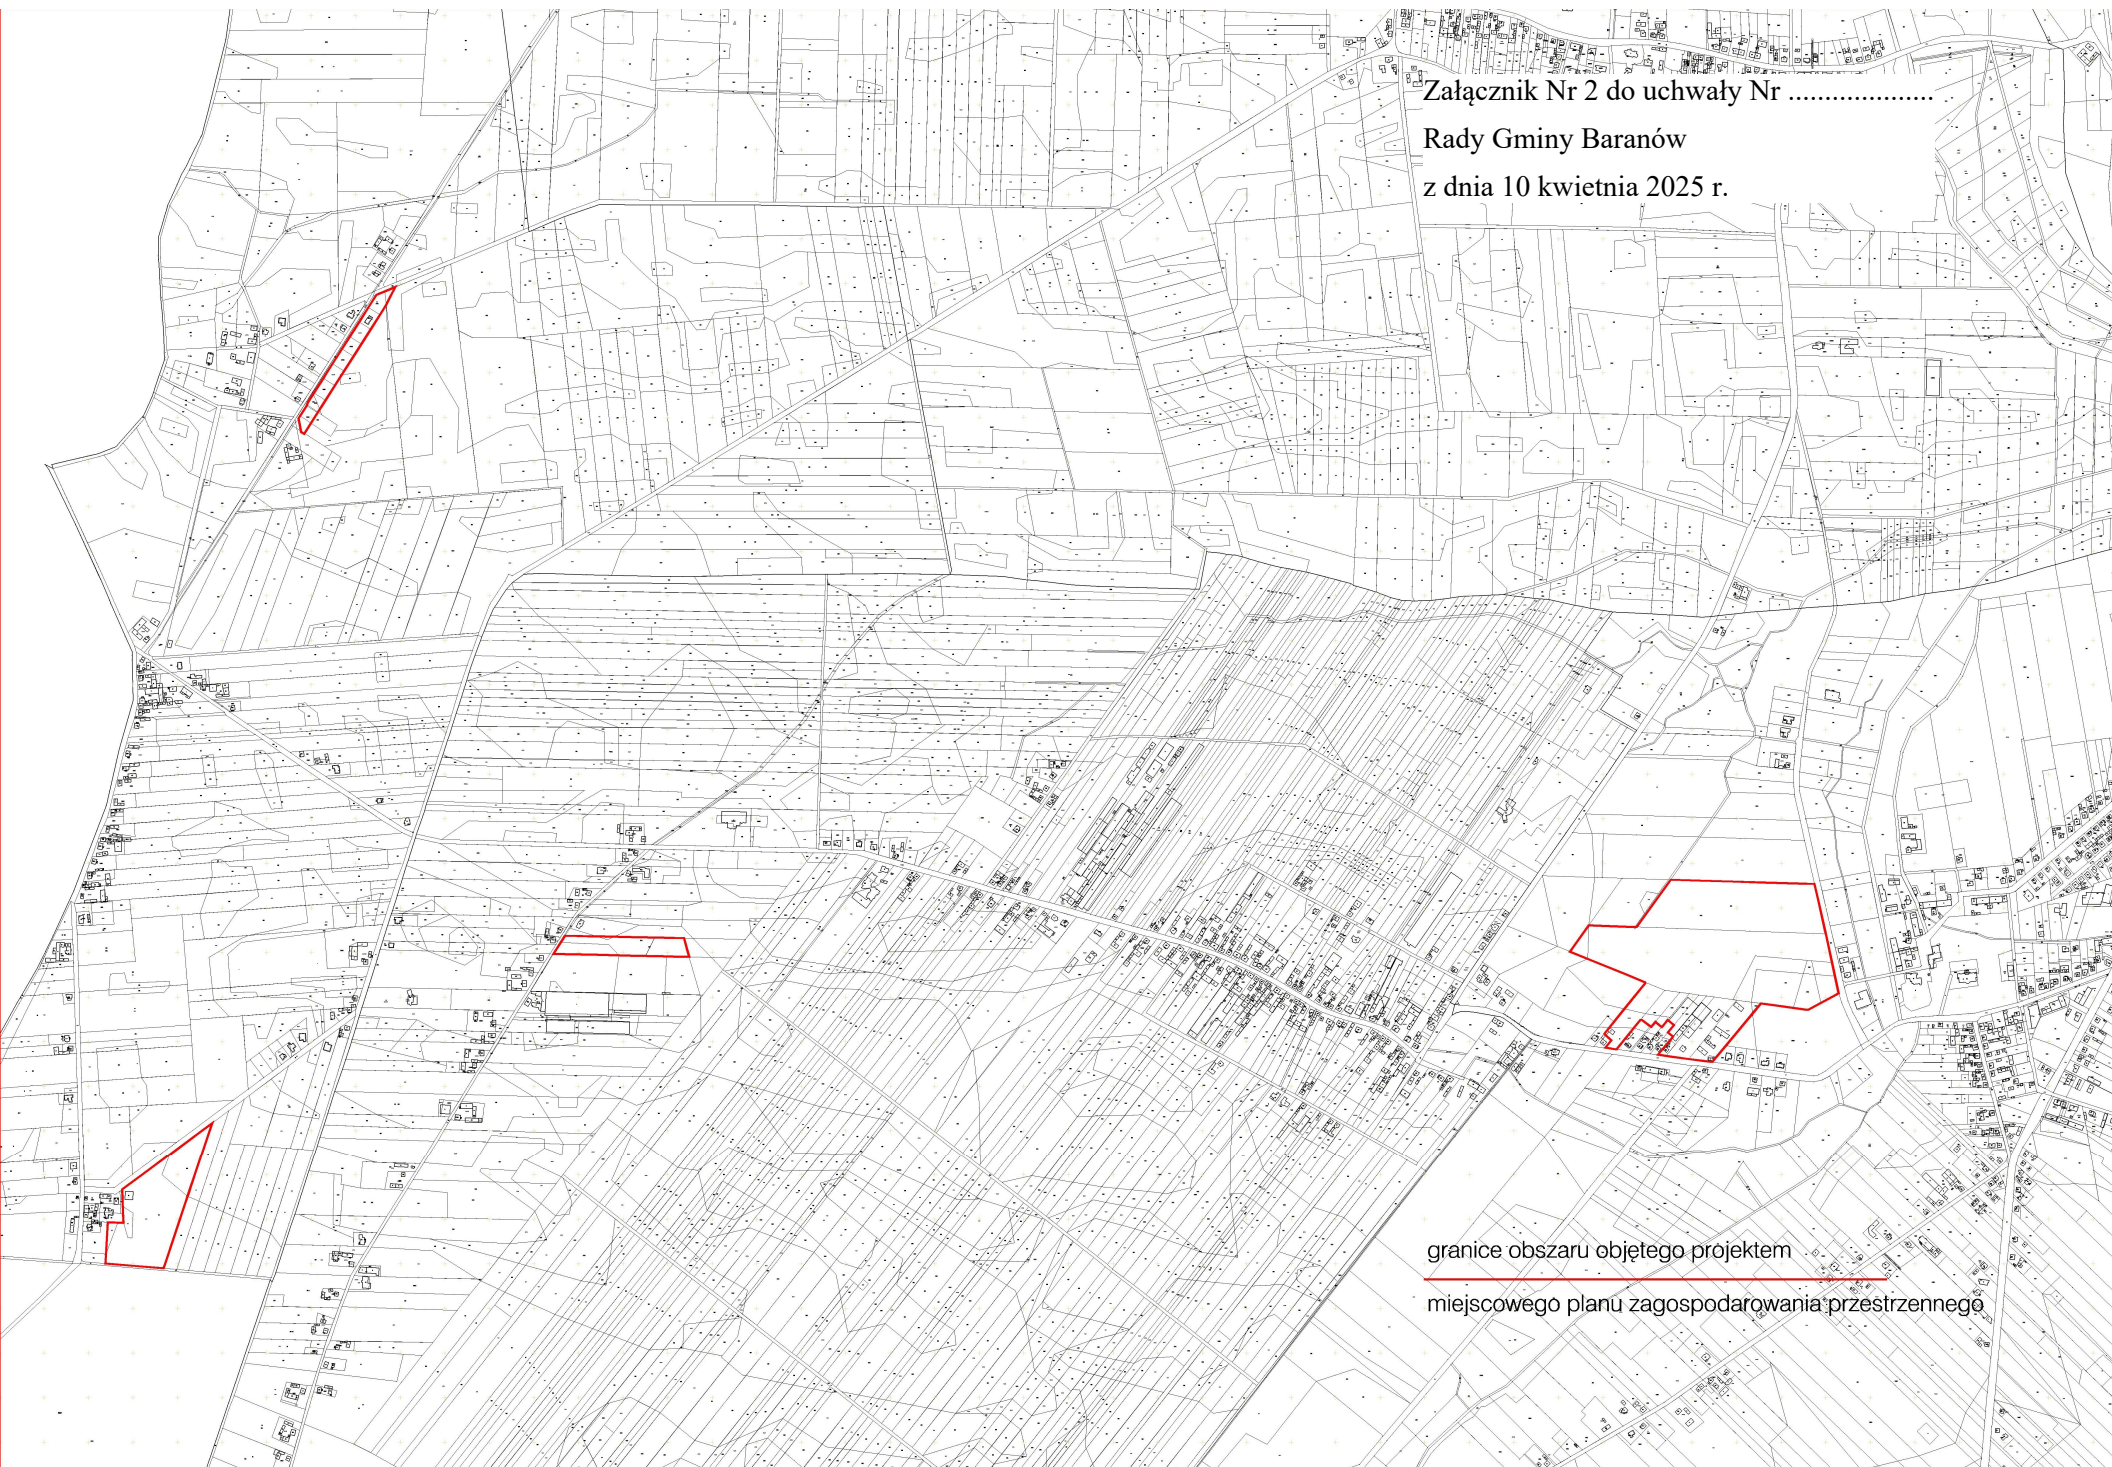 Załącznik Nr 2 do uchwały Nr ....................
Rady Gminy Baranów
z dnia 10 kwietnia 2025 r.
granice obszaru objętego projektem
miejscowego planu zagospodarowania przestrzennego